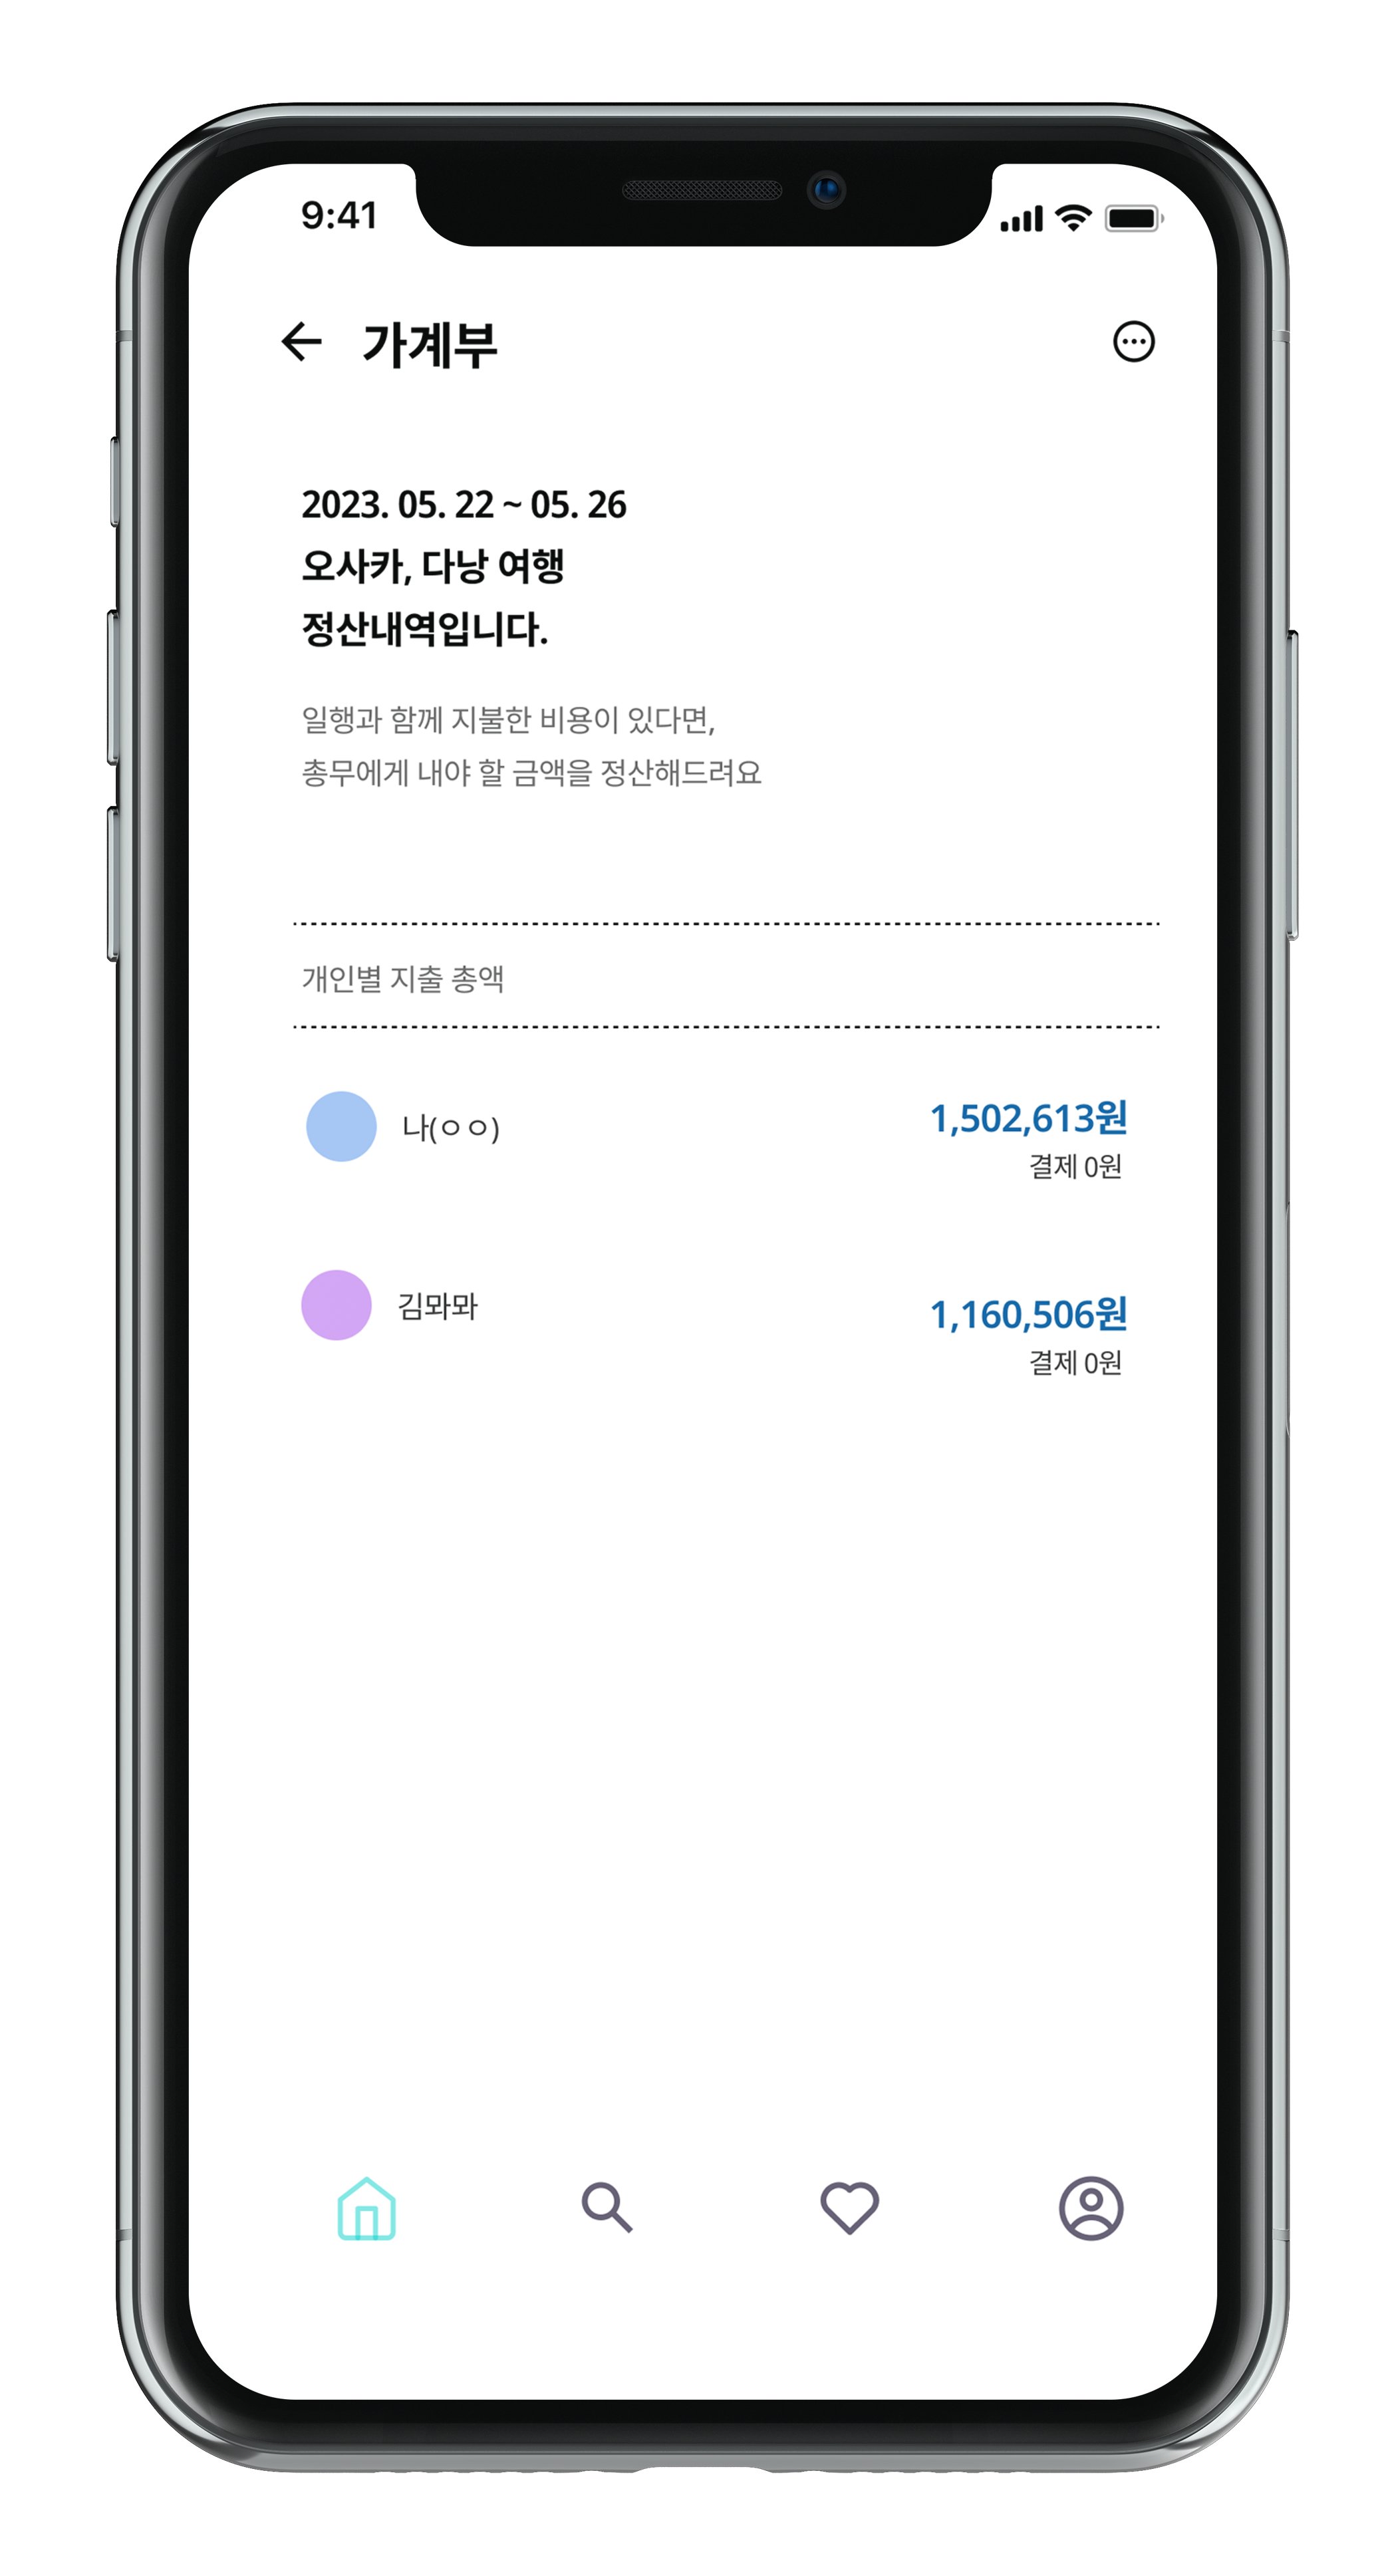 9:41
가계부
2023. 05. 22 ~ 05. 26
오사카, 다낭 여행
정산내역입니다.
일행과 함께 지불한 비용이 있다면,
총무에게 내야 할 금액을 정산해드려요
개인별 지출 총액
나(ㅇㅇ)
1,502,613원
결제 0원
김뫄뫄
1,160,506원
결제 0원